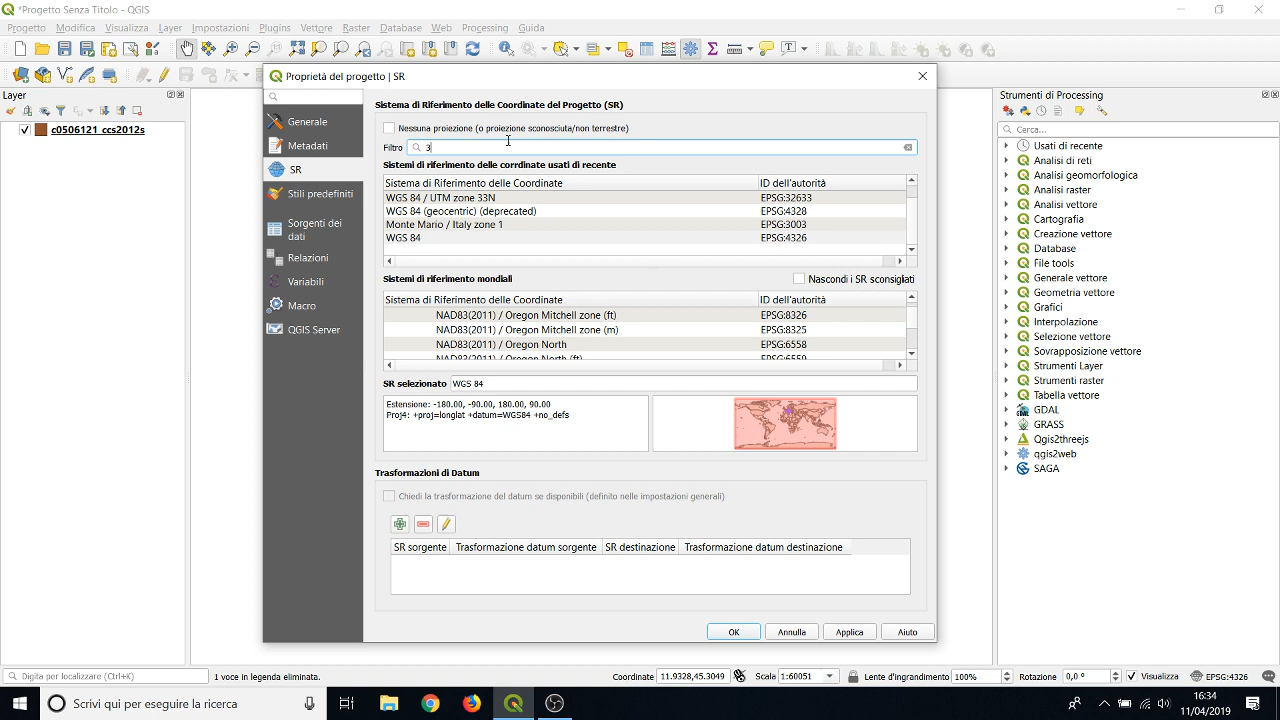 *Progetto Senza Titolo - QGIS
Progetto Modifica Visualizza Layer Impostazioni Plugins Vettore Raster Database Web Processing Guida
Layer
c0506121_ccs2012s
Proprietà del progetto | SR
Generale
Metadati
SR
Stili predefiniti
Sorgenti dei
dati
Relazioni
Variabili
Macro
QGIS Server
Sistema di Riferimento delle Coordinate del Progetto (SR)
Nessuna proiezione (o proiezione sconosciuta/non terrestre)
Filtro 3
Sistemi di riferimento delle corrdinate usati di recente
Sistema di Riferimento delle Coordinate ID dell'autorità
WGS 84 / UTM zone 33N EPSG:32633
WGS 84 (geocentric) (deprecated) EPSG:4328
Monte Mario / Italy zone 1 EPSG:3003
WGS 84 EPSG:4326
Sistemi di riferimento mondiali Nascondi i SR sconsigliati
Sistema di Riferimento delle Coordinate ID dell'autorità
NAD83(2011) / Oregon Mitchell zone (ft) EPSG:8326
NAD83(2011) / Oregon Mitchell zone (m) EPSG:8325
NAD83(2011) / Oregon North EPSG:6558
NAD83(2011) / Oregon North (ft) EPSG:6559
SR selezionato WGS 84
Estensione: -180.00, -90.00, 180.00, 90.00
Proj4: +proj=longlat +datum=WGS84 +no_defs
Trasformazioni di Datum
Chiedi la trasformazione del datum se disponibili (definito nelle impostazioni generali)
SR sorgente Trasformazione datum sorgente SR destinazione Trasformazione datum destinazione
OK Annulla Applica Aiuto
Strumenti di Processing
Cerca...
Usati di recente
Analisi di reti
Analisi geomorfologica
Analisi raster
Analisi vettore
Cartografia
Creazione vettore
Database
File tools
Generale vettore
Geometria vettore
Grafici
Interpolazione
Selezione vettore
Sovrapposizione vettore
Strumenti Layer
Strumenti raster
Tabella vettore
GDAL
GRASS
Qgis2threejs
qgis2web
SAGA
Digita per localizzare (Ctrl+K) 1 voce in legenda eliminata. Coordinate 11.9328,45.3049 Scala 1:60051 Lente d'ingrandimento 100% Rotazione 0,0 ° Visualizza EPSG:4326
Scrivi qui per eseguire la ricerca
16:34
11/04/2019